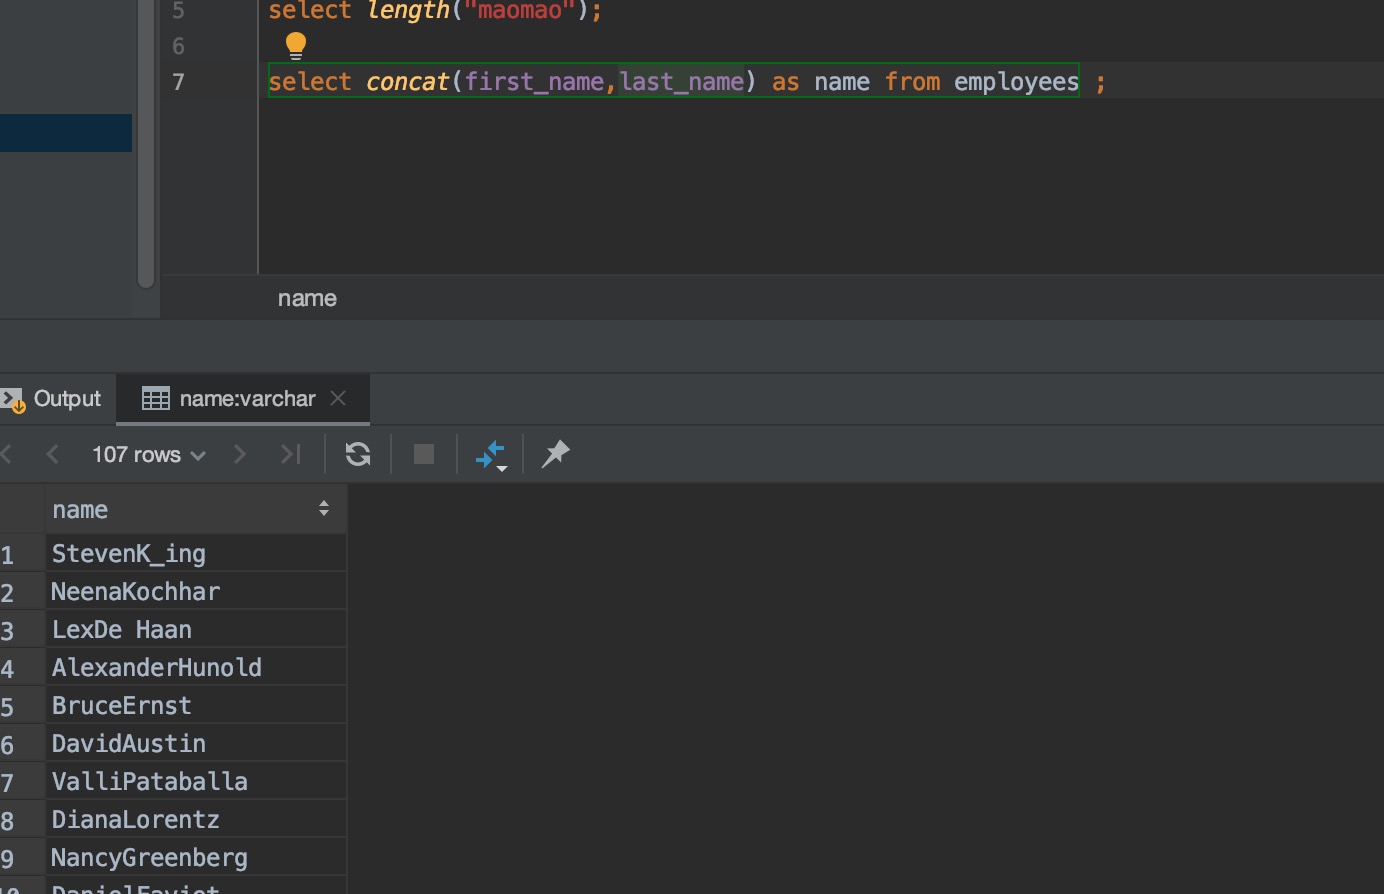 5 select length("maomao");
6
7 select concat(first_name,last_name) as name from employees ;
name
Output name:varchar
107 rows
name
1 StevenK_ing
2 NeenaKochhar
3 LexDe Haan
4 AlexanderHunold
5 BruceErnst
6 DavidAustin
7 ValliPataballa
8 DianaLorentz
9 NancyGreenberg
10 DanielFaviet